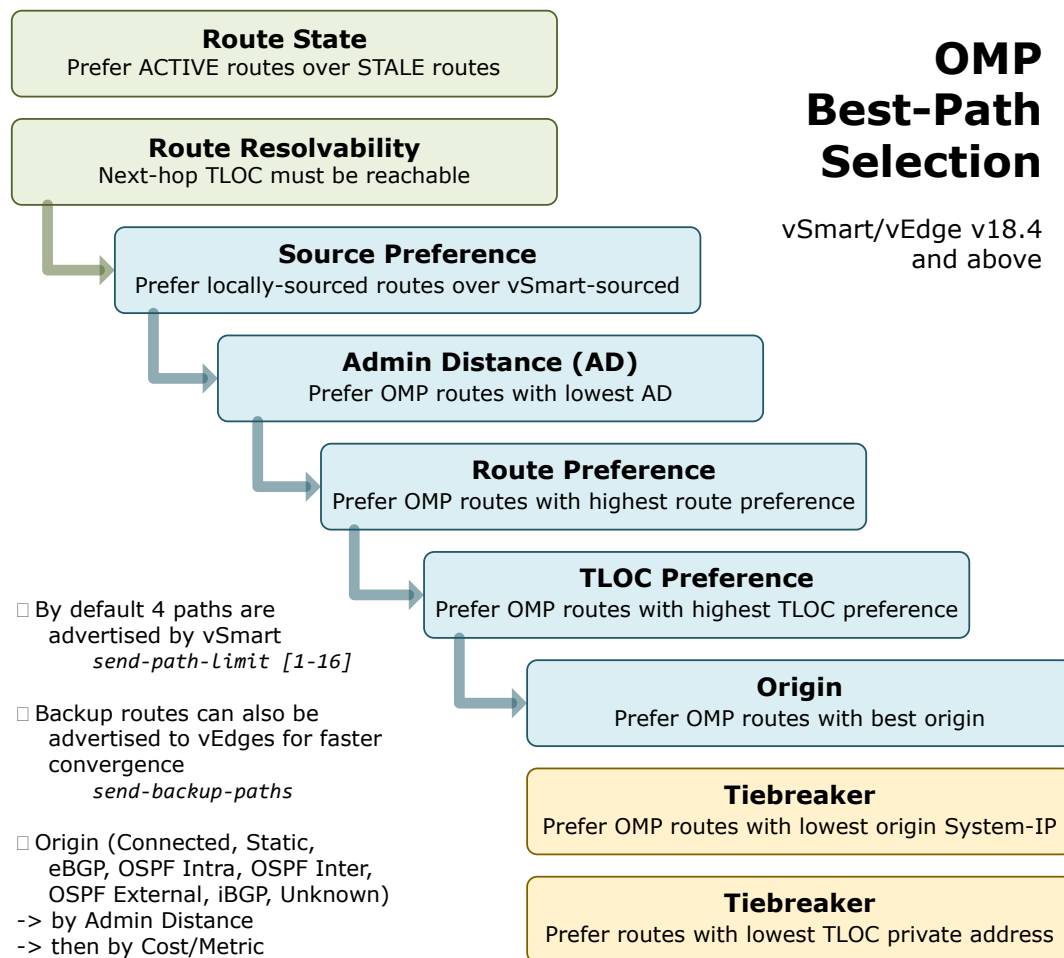 Route State
Prefer ACTIVE routes over STALE routes
OMP
Best-Path
Selection
vSmart/vEdge v18.4
and above
Route Resolvability
Next-hop TLOC must be reachable
Source Preference
Prefer locally-sourced routes over vSmart-sourced
Admin Distance (AD)
Prefer OMP routes with lowest AD
Route Preference
Prefer OMP routes with highest route preference
TLOC Preference
Prefer OMP routes with highest TLOC preference
Origin
Prefer OMP routes with best origin
Tiebreaker
Prefer OMP routes with lowest origin System-IP
Tiebreaker
Prefer routes with lowest TLOC private address
□ By default 4 paths are
advertised by vSmart
send-path-limit [1-16]
□ Backup routes can also be
advertised to vEdges for faster
convergence
send-backup-paths
□ Origin (Connected, Static,
eBGP, OSPF Intra, OSPF Inter,
OSPF External, iBGP, Unknown)
-> by Admin Distance
-> then by Cost/Metric